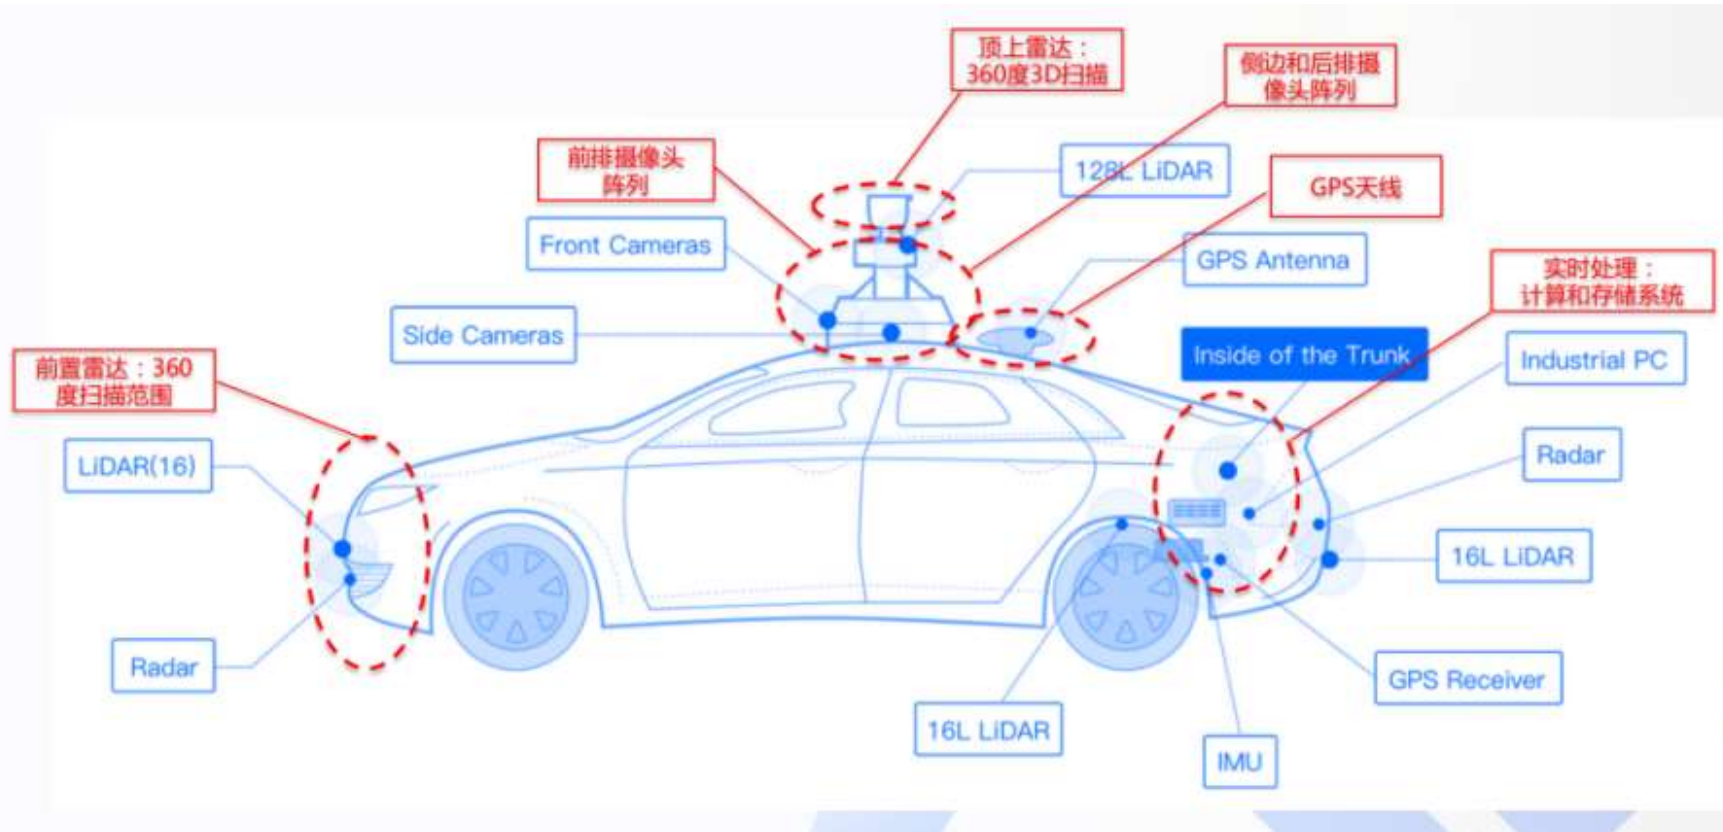 顶上雷达：
360度3D扫描
侧边和后排摄
像头阵列
前排摄像头
阵列
128L LiDAR
GPS天线
Front Cameras
GPS Antenna
实时处理：
计算和存储系统
Side Cameras
Inside of the Trunk
Industrial PC
前置雷达：360
度扫描范围
LiDAR(16)
Radar
16L LiDAR
Radar
GPS Receiver
16L LiDAR
IMU